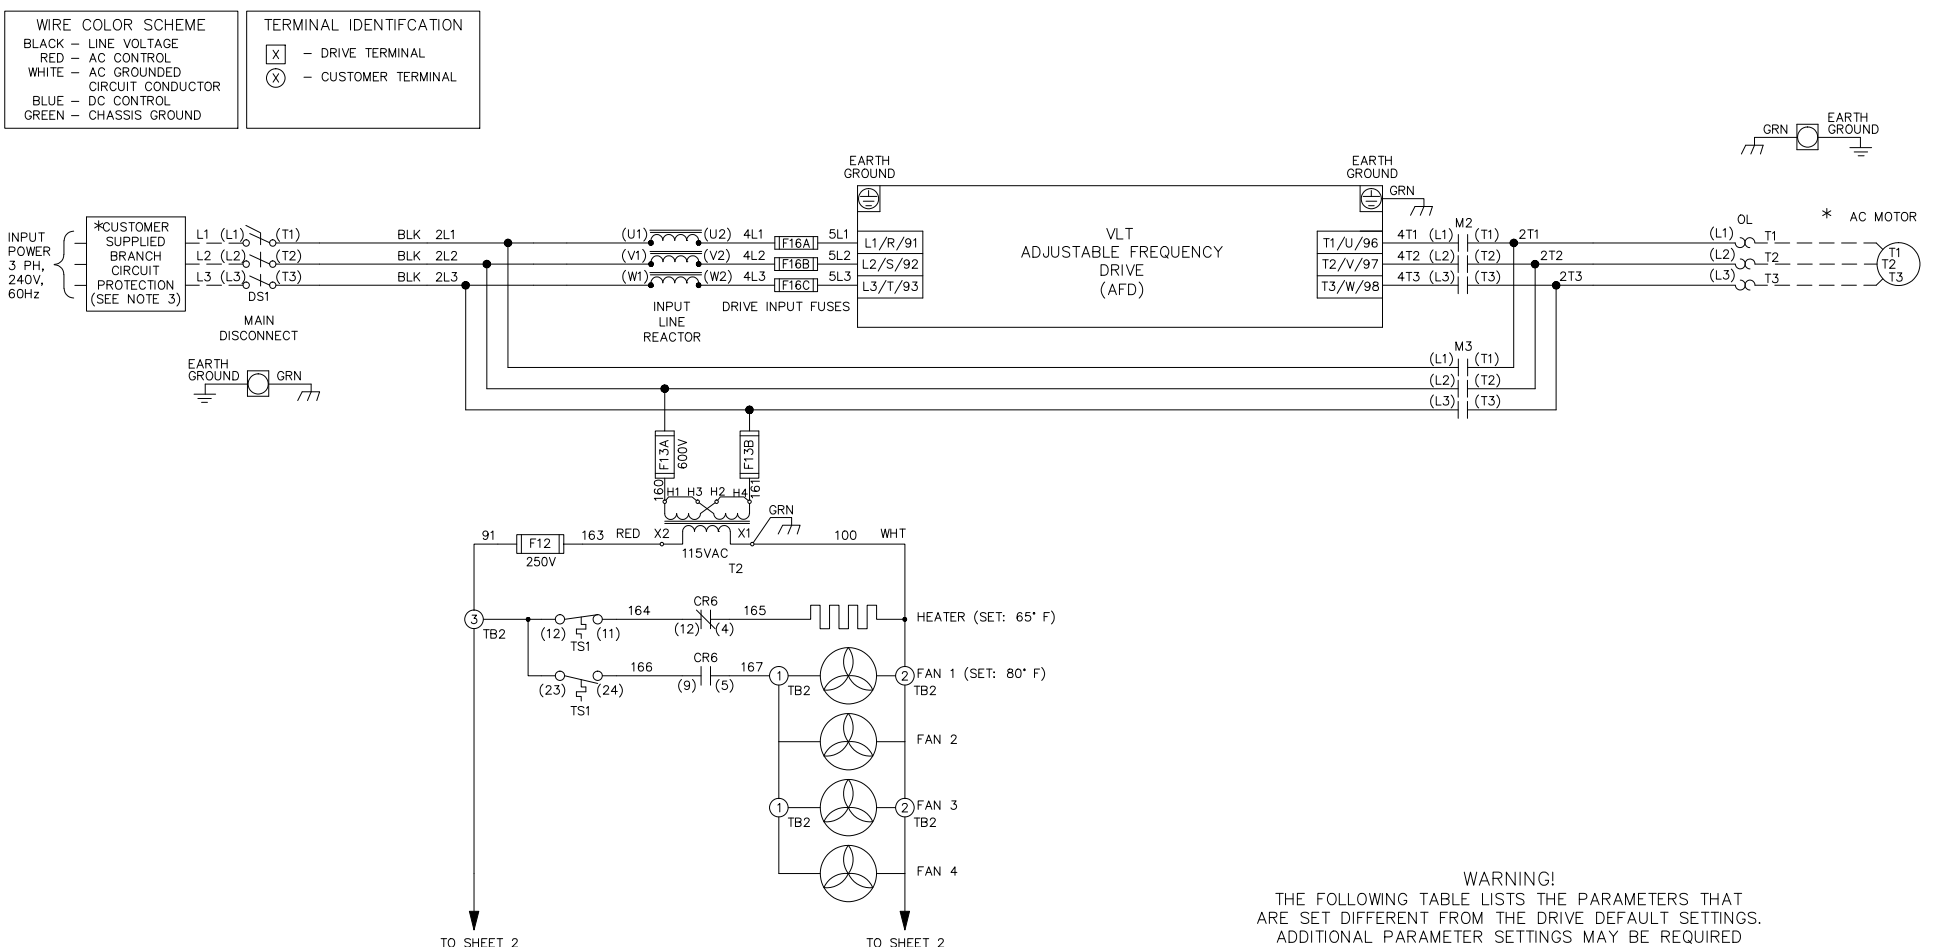 WIRE COLOR SCHEME
BLACK – LINE VOLTAGE
RED – AC CONTROL
WHITE – AC GROUNDED
CIRCUIT CONDUCTOR
BLUE – DC CONTROL
GREEN – CHASSIS GROUND
TERMINAL IDENTIFCATION
X – DRIVE TERMINAL
X – CUSTOMER TERMINAL
GRN
EARTH
GROUND
INPUT
POWER
3 PH,
240V,
60Hz
*CUSTOMER
SUPPLIED
BRANCH
CIRCUIT
PROTECTION
(SEE NOTE 3)
L1 (L1) (T1) BLK 2L1 (U1) (U2) 4L1 F16A 5L1 L1/R/91
L2 (L2) (T2) BLK 2L2 (V1) (V2) 4L2 F16B 5L2 L2/S/92
L3 (L3) (T3) BLK 2L3 (W1) (W2) 4L3 F16C 5L3 L3/T/93
DS1
MAIN
DISCONNECT
INPUT
LINE
REACTOR
DRIVE INPUT FUSES
EARTH
GROUND
VLT
ADJUSTABLE FREQUENCY
DRIVE
(AFD)
EARTH
GROUND
GRN
M2
OL
* AC MOTOR
T1/U/96 4T1 (L1) (T1) 2T1 (L1) T1 T1
T2/V/97 4T2 (L2) (T2) 2T2 (L2) T2 T2
T3/W/98 4T3 (L3) (T3) 2T3 (L3) T3 T3
M3
(L1) (T1)
(L2) (T2)
(L3) (T3)
EARTH
GROUND
GRN
F13A
600V
F13B
160
H1 H3 H2 H4
161
GRN
91 F12 163 RED X2 X1 100 WHT
250V
115VAC
T2
3
TB2
164 CR6 165
(12) (11) (12) (4)
TS1
HEATER (SET: 65° F)
166 CR6 167
(23) (24) (9) (5)
TS1
1
TB2
2
TB2
FAN 1 (SET: 80° F)
FAN 2
1
TB2
2
TB2
FAN 3
FAN 4
TO SHEET 2
TO SHEET 2
WARNING!
THE FOLLOWING TABLE LISTS THE PARAMETERS THAT
ARE SET DIFFERENT FROM THE DRIVE DEFAULT SETTINGS.
ADDITIONAL PARAMETER SETTINGS MAY BE REQUIRED